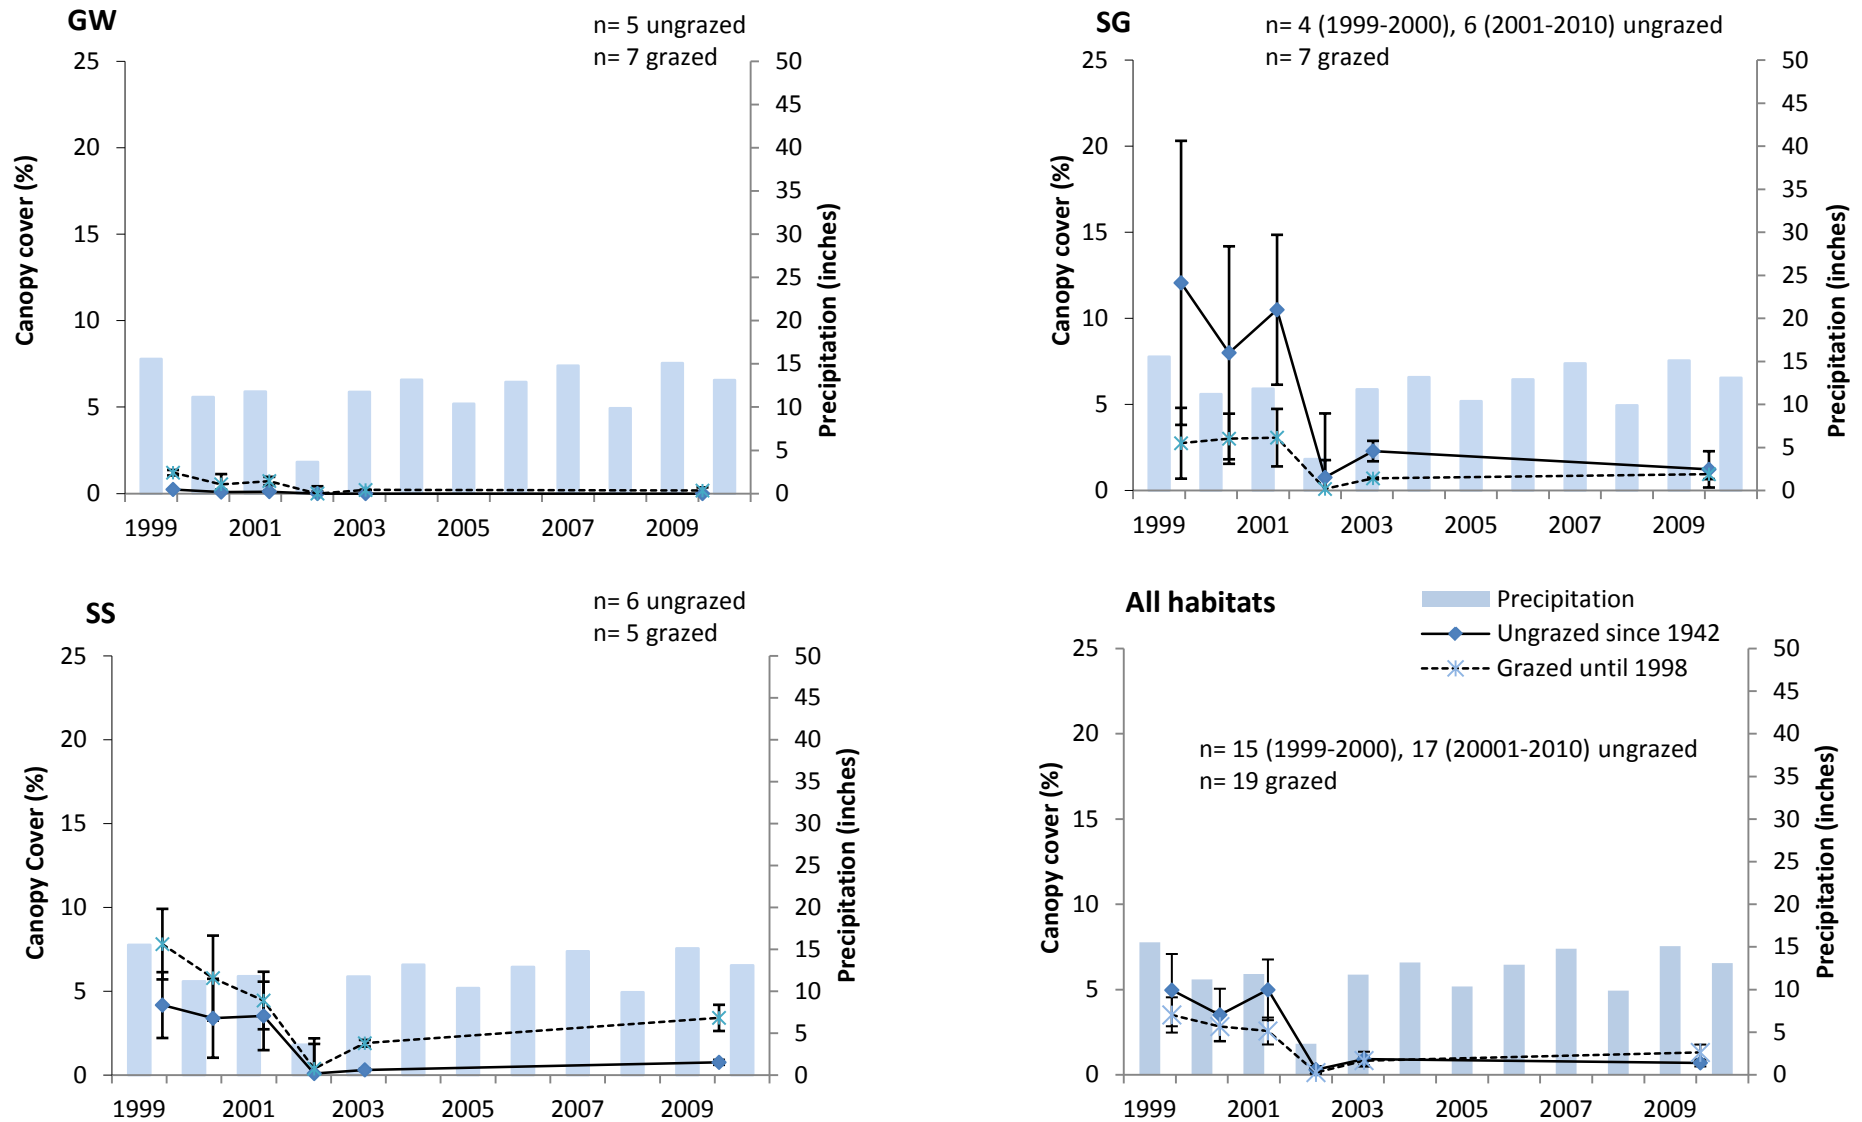 GW
n= 5 ungrazed
n= 7 grazed
25
20
15
10
5
0
Canopy cover (%)
50
45
40
35
30
25
20
15
10
5
0
Precipitation (inches)
1999 2001 2003 2005 2007 2009
SG
n= 4 (1999-2000), 6 (2001-2010) ungrazed
n= 7 grazed
25
20
15
10
5
0
Canopy cover (%)
50
45
40
35
30
25
20
15
10
5
0
Precipitation (inches)
1999 2001 2003 2005 2007 2009
SS
n= 6 ungrazed
n= 5 grazed
25
20
15
10
5
0
Canopy Cover (%)
50
45
40
35
30
25
20
15
10
5
0
Precipitation (inches)
1999 2001 2003 2005 2007 2009
All habitats
Precipitation
Ungrazed since 1942
Grazed until 1998
n= 15 (1999-2000), 17 (20001-2010) ungrazed
n= 19 grazed
25
20
15
10
5
0
Canopy cover (%)
50
45
40
35
30
25
20
15
10
5
0
Precipitation (inches)
1999 2001 2003 2005 2007 2009